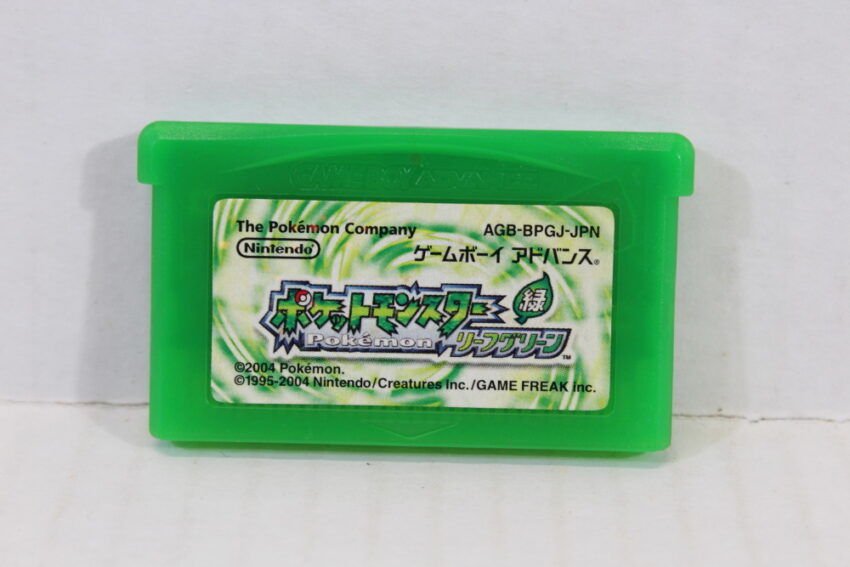 GAME BOY ADVANCE
The Pokémon Company AGB-BPGJ-JPN
Nintendo ゲームボーイ アドバンス®
ポケットモンスター 緑
Pokémon リーフグリーン™
©2004 Pokémon.
©1995-2004 Nintendo/Creatures inc./GAME FREAK inc.